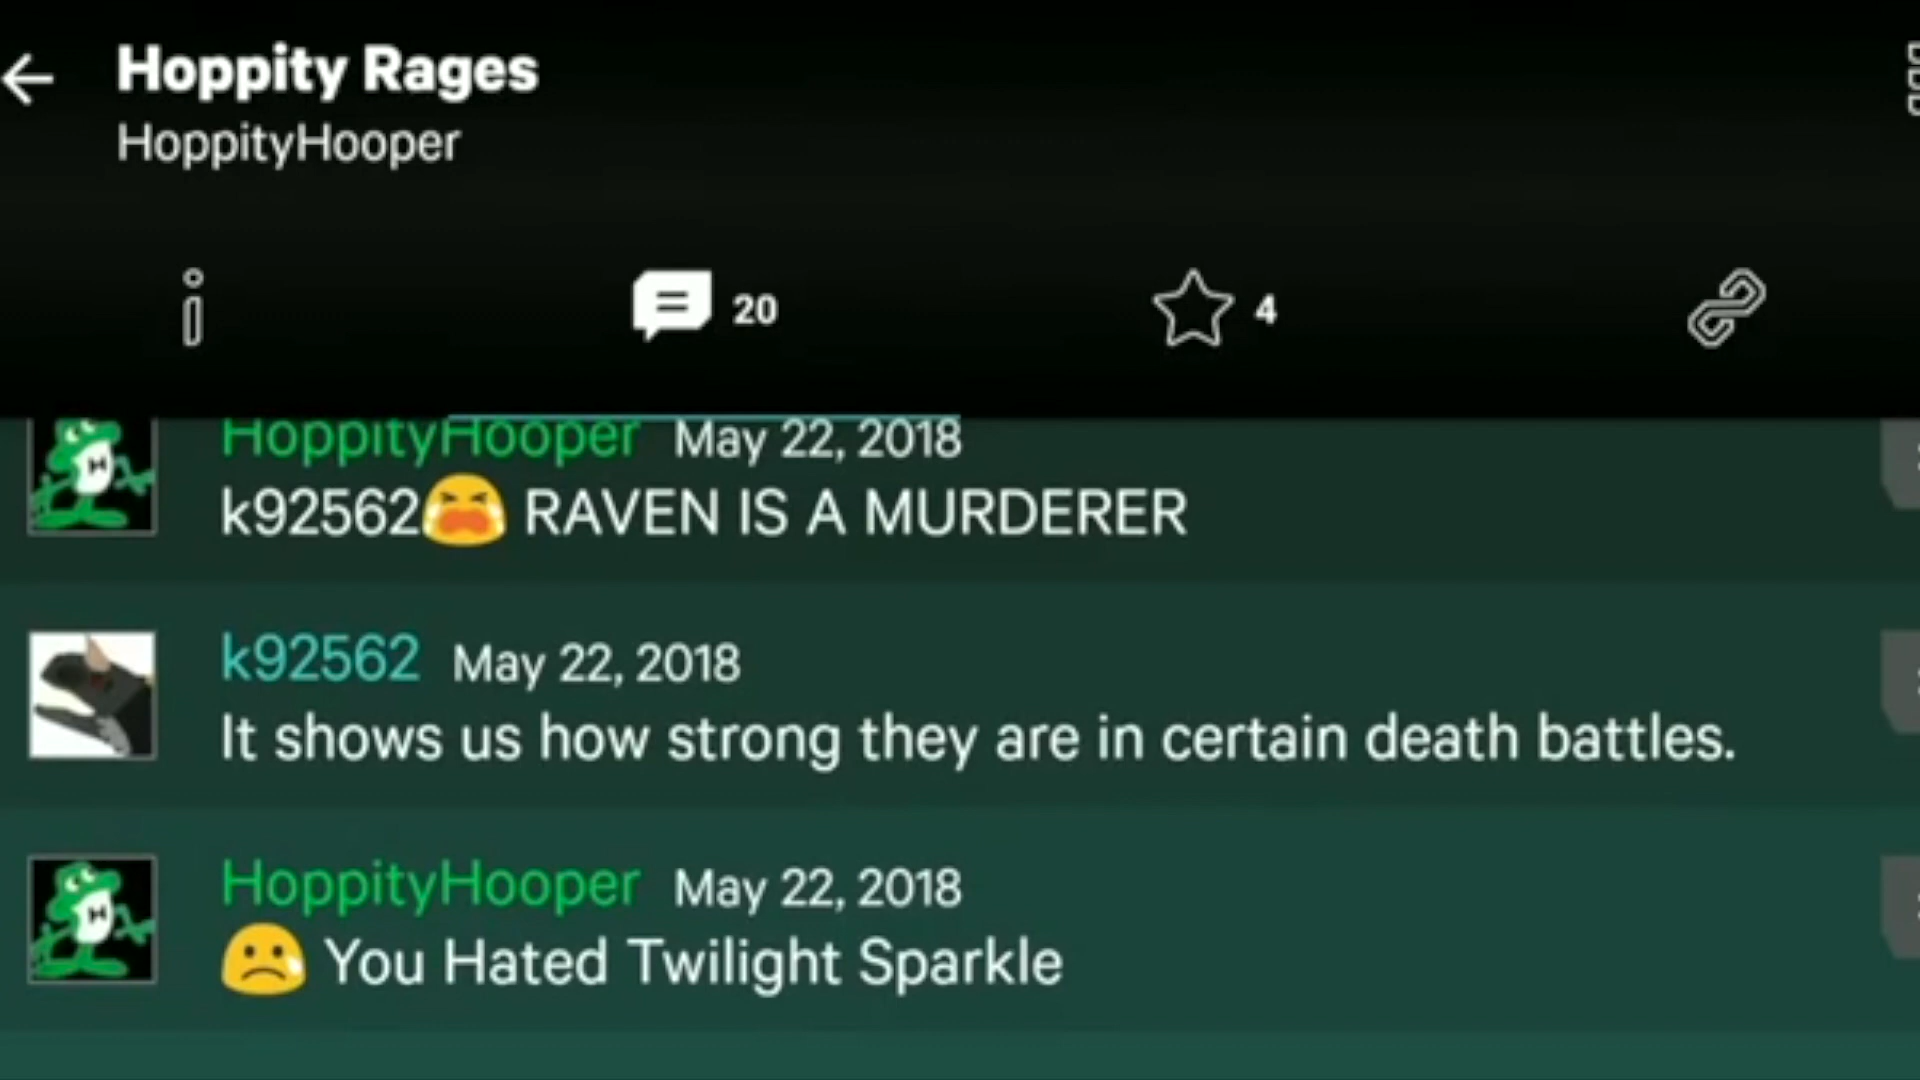 Hoppity Rages
HoppityHooper
20
4
HoppityHooper May 22, 2018
k92562😫 RAVEN IS A MURDERER
k92562 May 22, 2018
It shows us how strong they are in certain death battles.
HoppityHooper May 22, 2018
😢 You Hated Twilight Sparkle